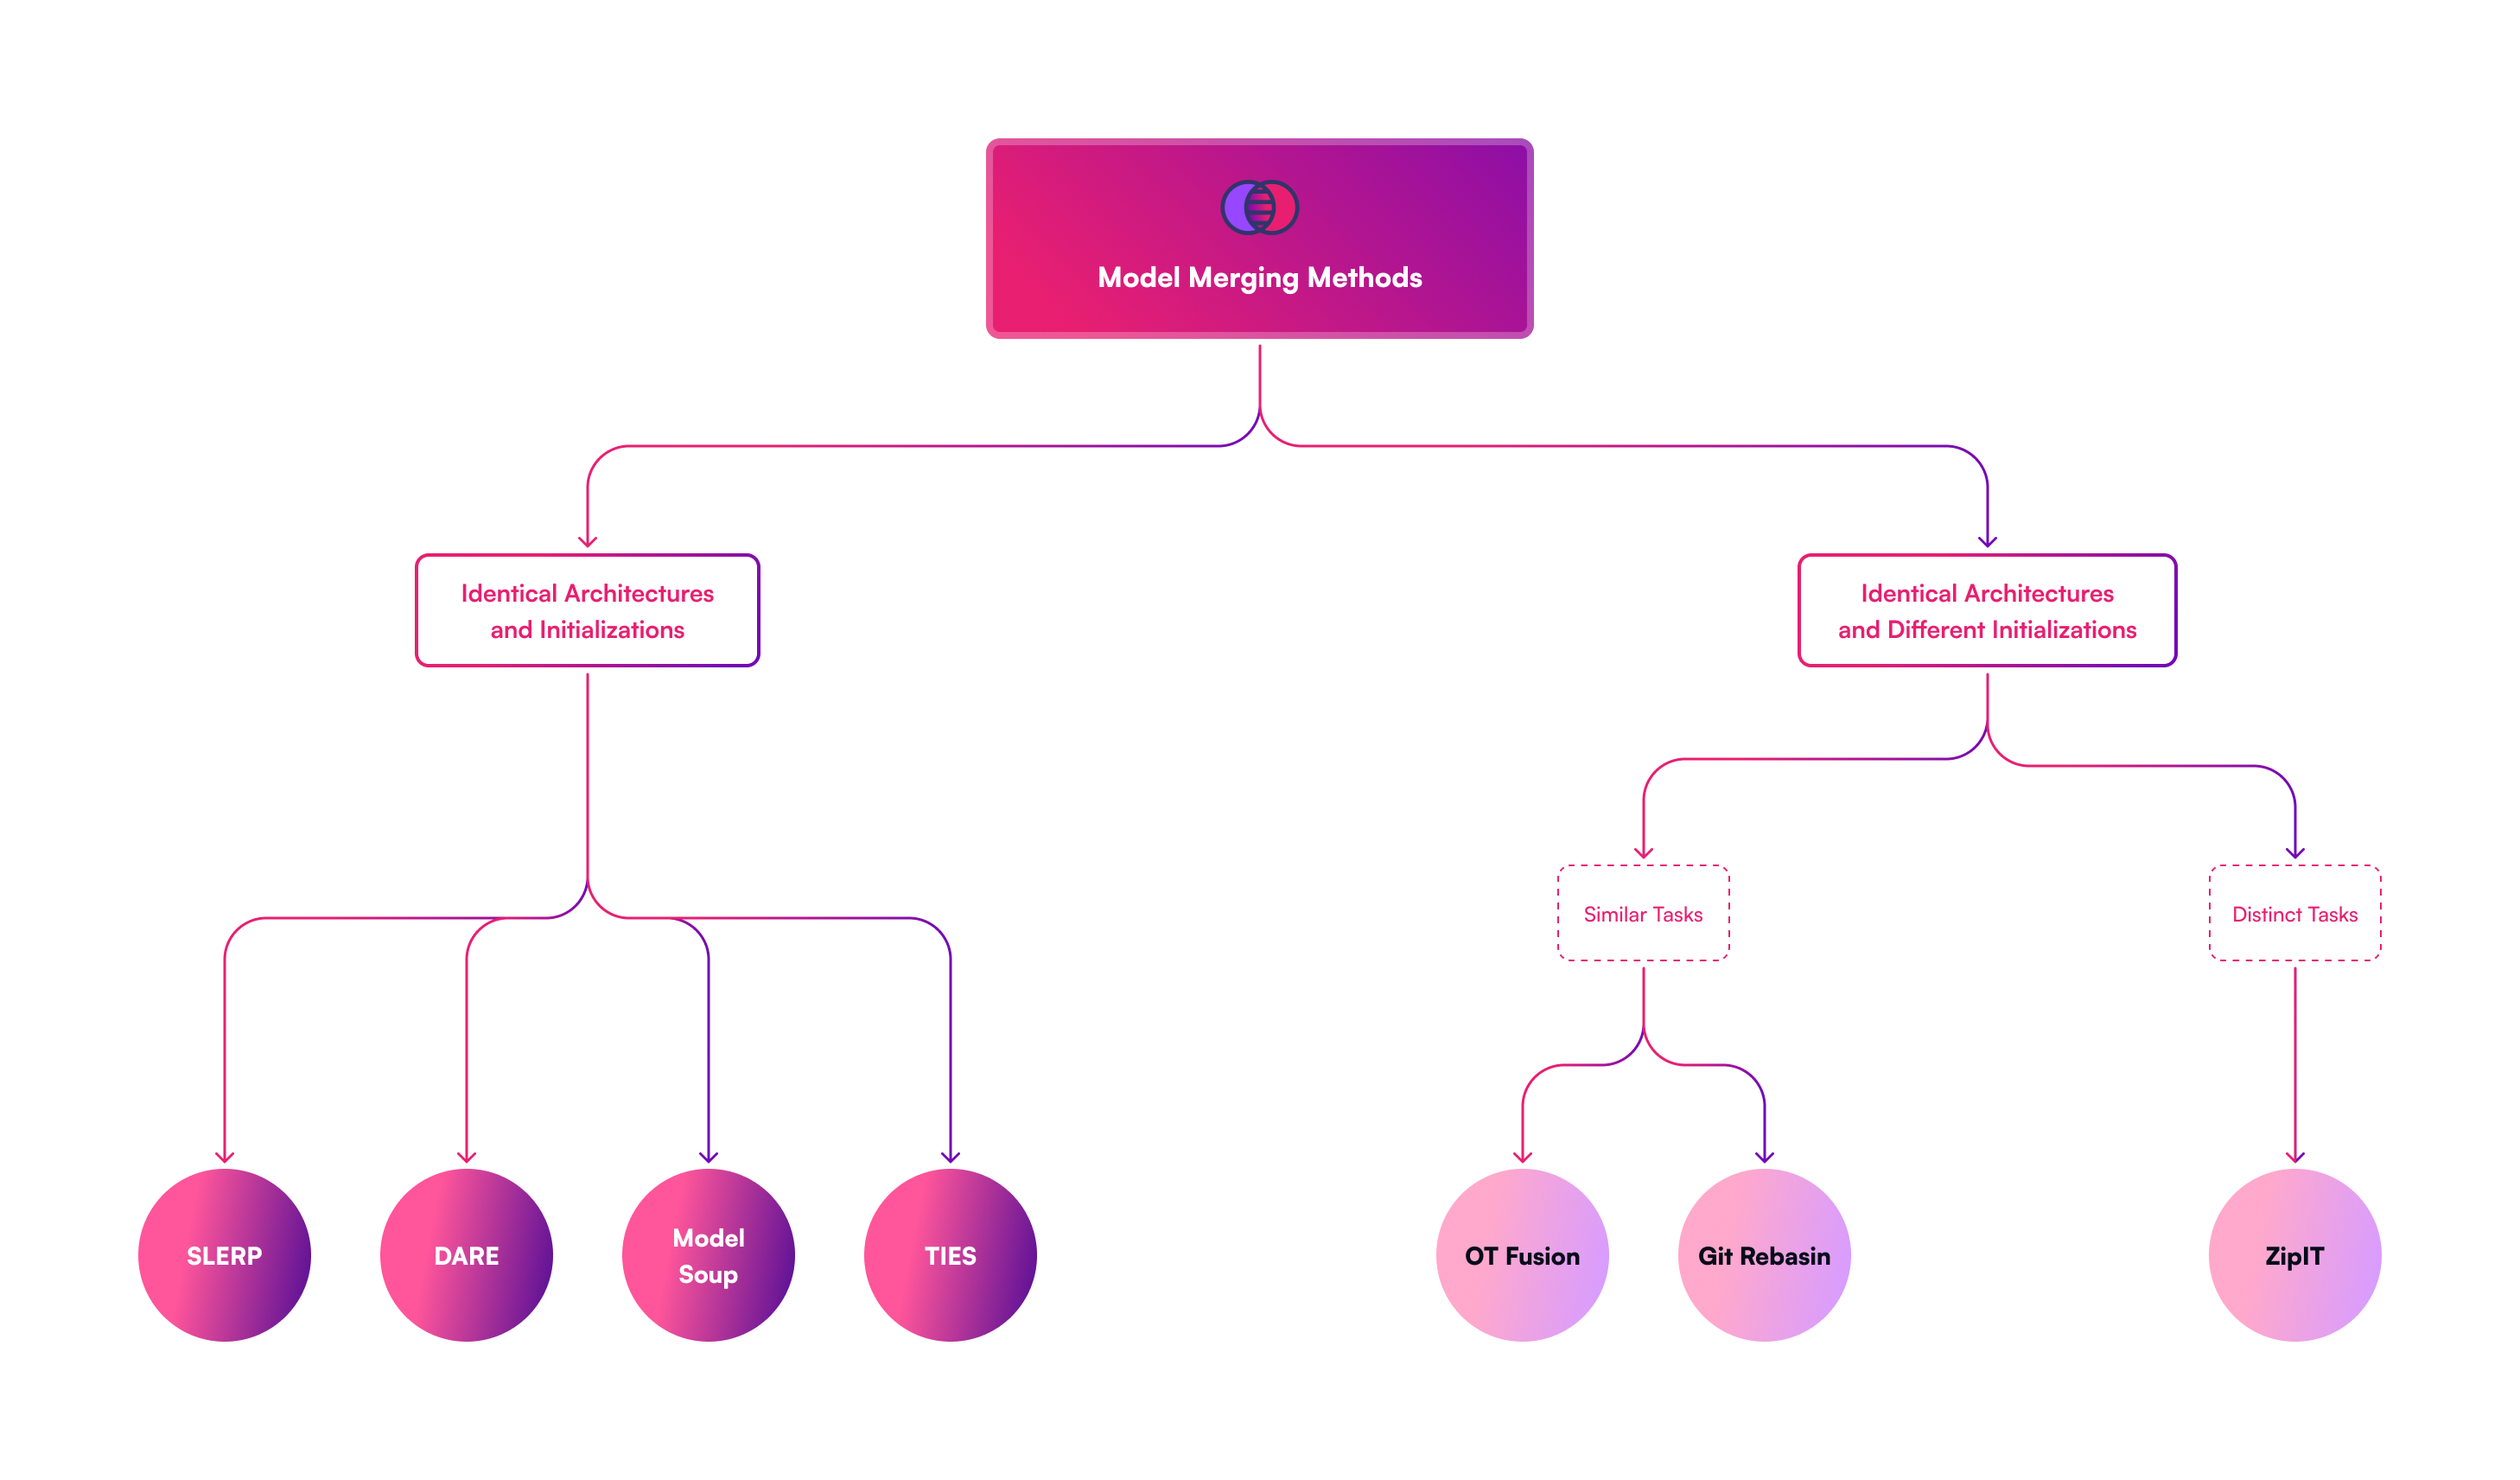 Model Merging Methods
Identical Architectures
and Initializations
Identical Architectures
and Different Initializations
Similar Tasks
Distinct Tasks
SLERP
DARE
Model
Soup
TIES
OT Fusion
Git Rebasin
ZipIT